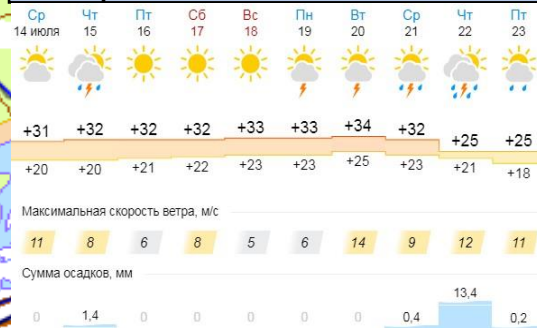 Ср Чт Пт Сб Вс Пн Вт Ср Чт Пт
14 июля 15 16 17 18 19 20 21 22 23
+31 +32 +32 +32 +33 +33 +34 +32 +25 +25
+20 +20 +21 +22 +23 +23 +25 +23 +21 +18
Максимальная скорость ветра, м/с
11 8 6 8 5 6 14 9 12 11
Сумма осадков, мм
0 1,4 0 0 0 0 0 0,4 13,4 0,2